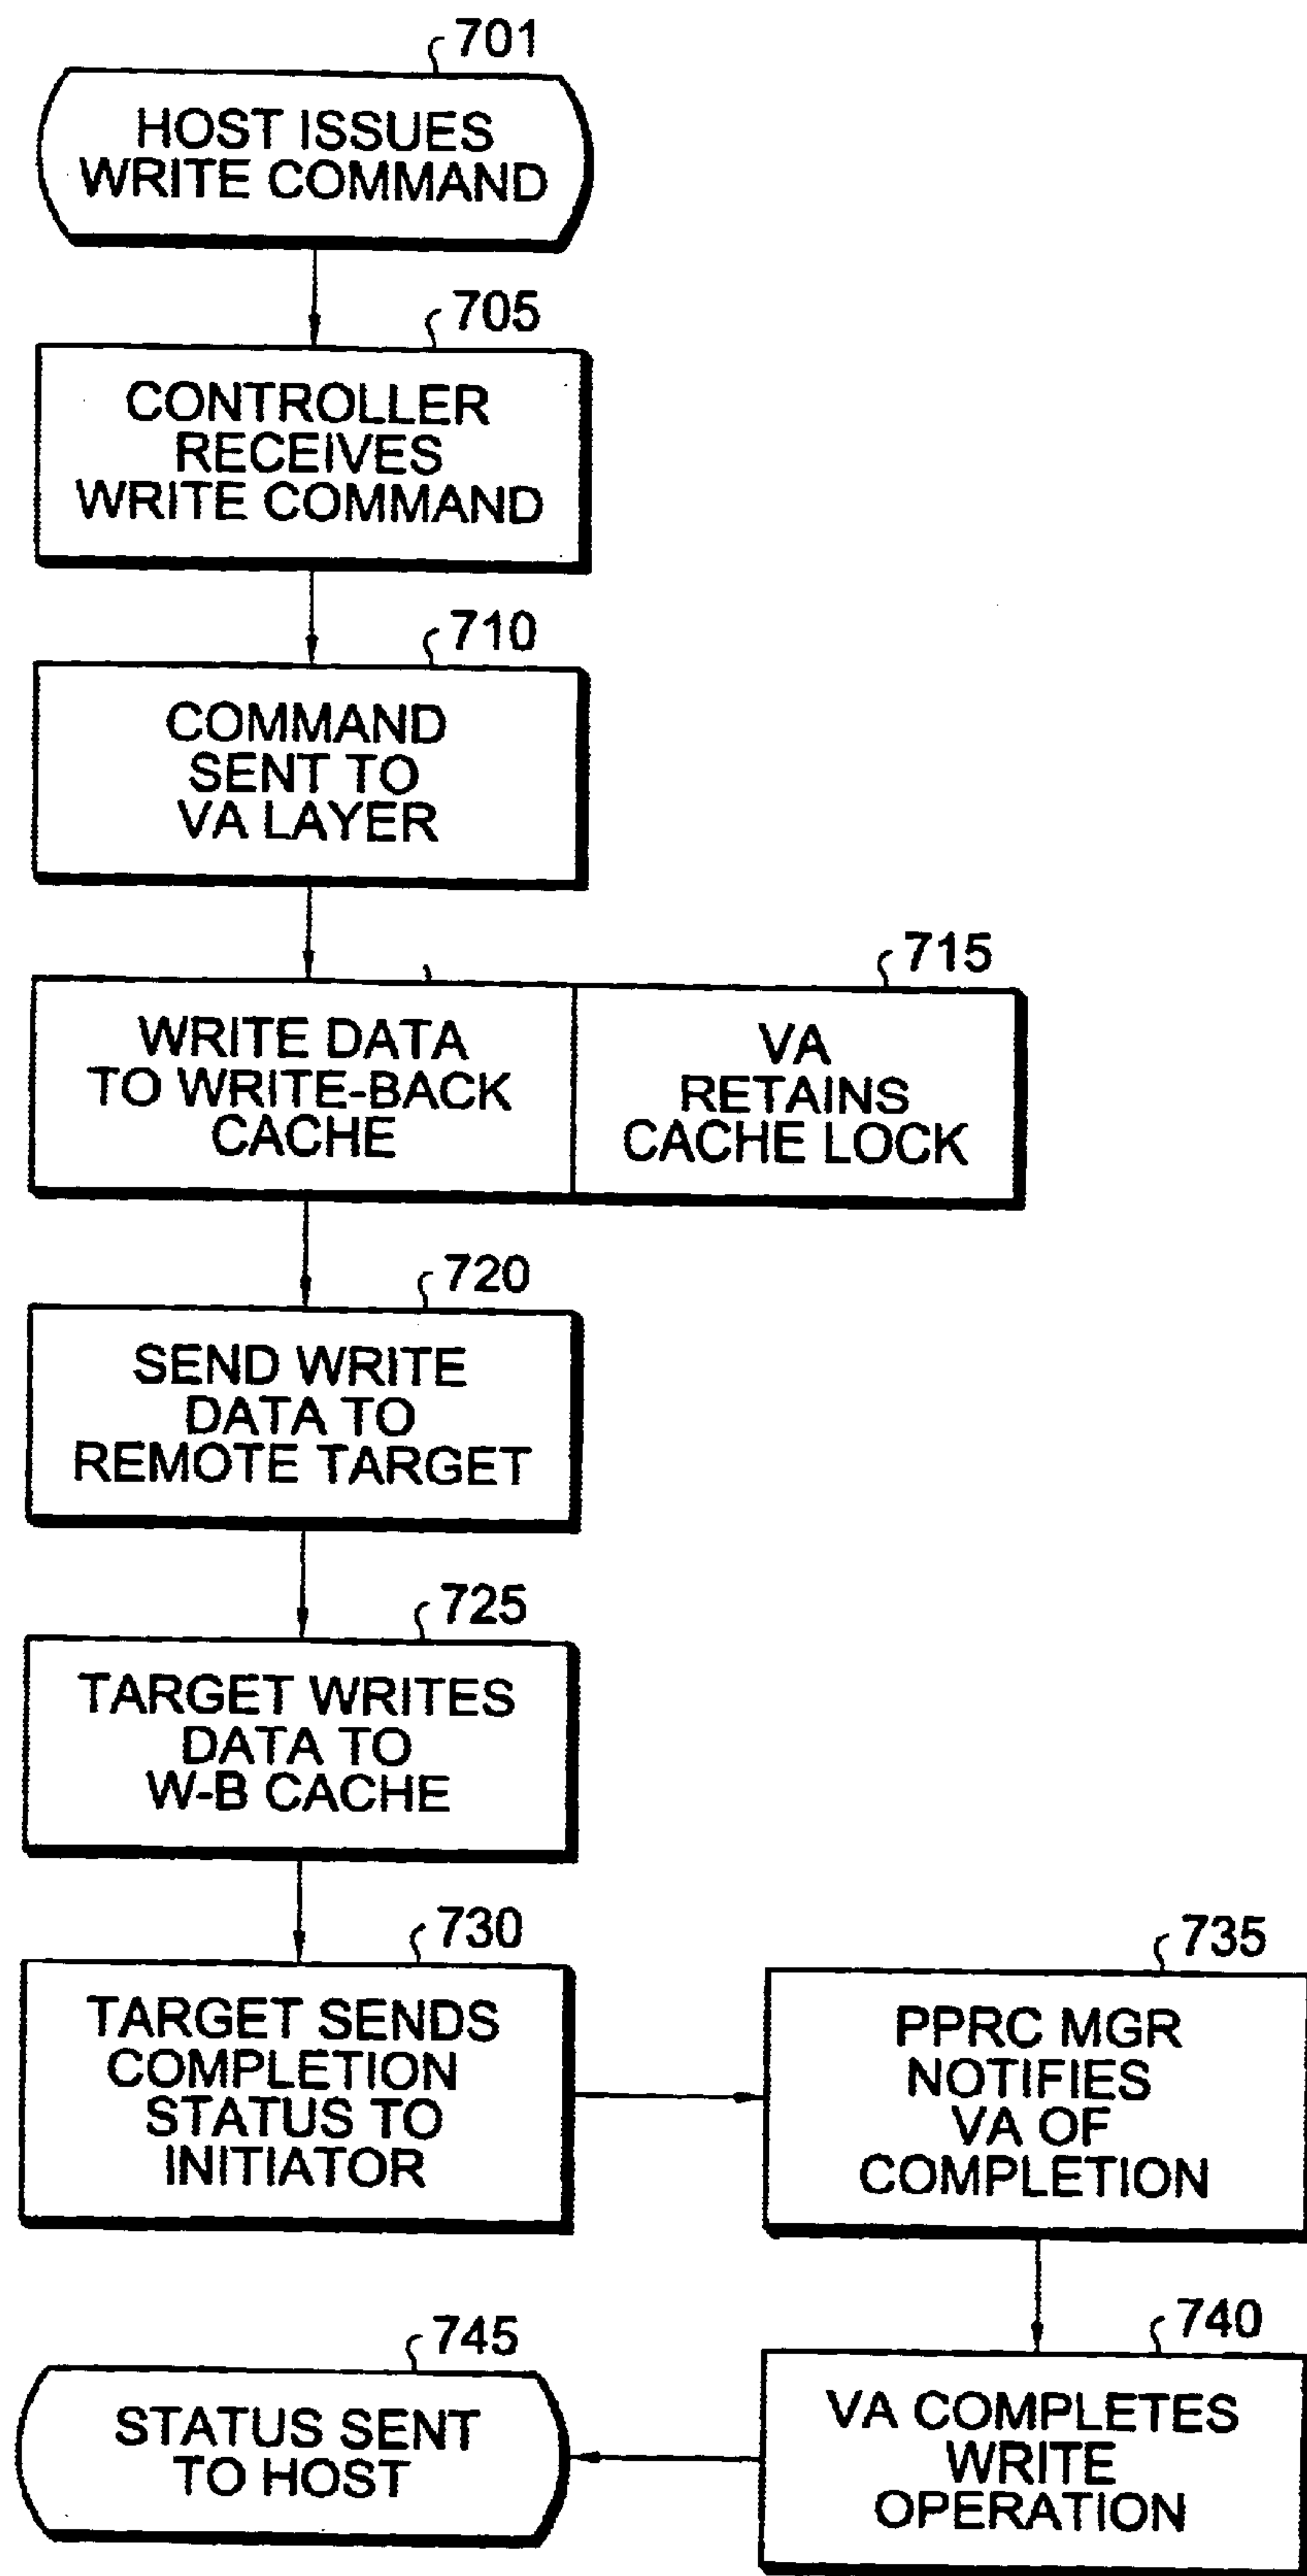 701
HOST ISSUES
WRITE COMMAND
705
CONTROLLER
RECEIVES
WRITE COMMAND
710
COMMAND
SENT TO
VA LAYER
WRITE DATA
TO WRITE-BACK
CACHE
715
VA
RETAINS
CACHE LOCK
720
SEND WRITE
DATA TO
REMOTE TARGET
725
TARGET WRITES
DATA TO
W-B CACHE
730
TARGET SENDS
COMPLETION
STATUS TO
INITIATOR
735
PPRC MGR
NOTIFIES
VA OF
COMPLETION
740
VA COMPLETES
WRITE
OPERATION
745
STATUS SENT
TO HOST